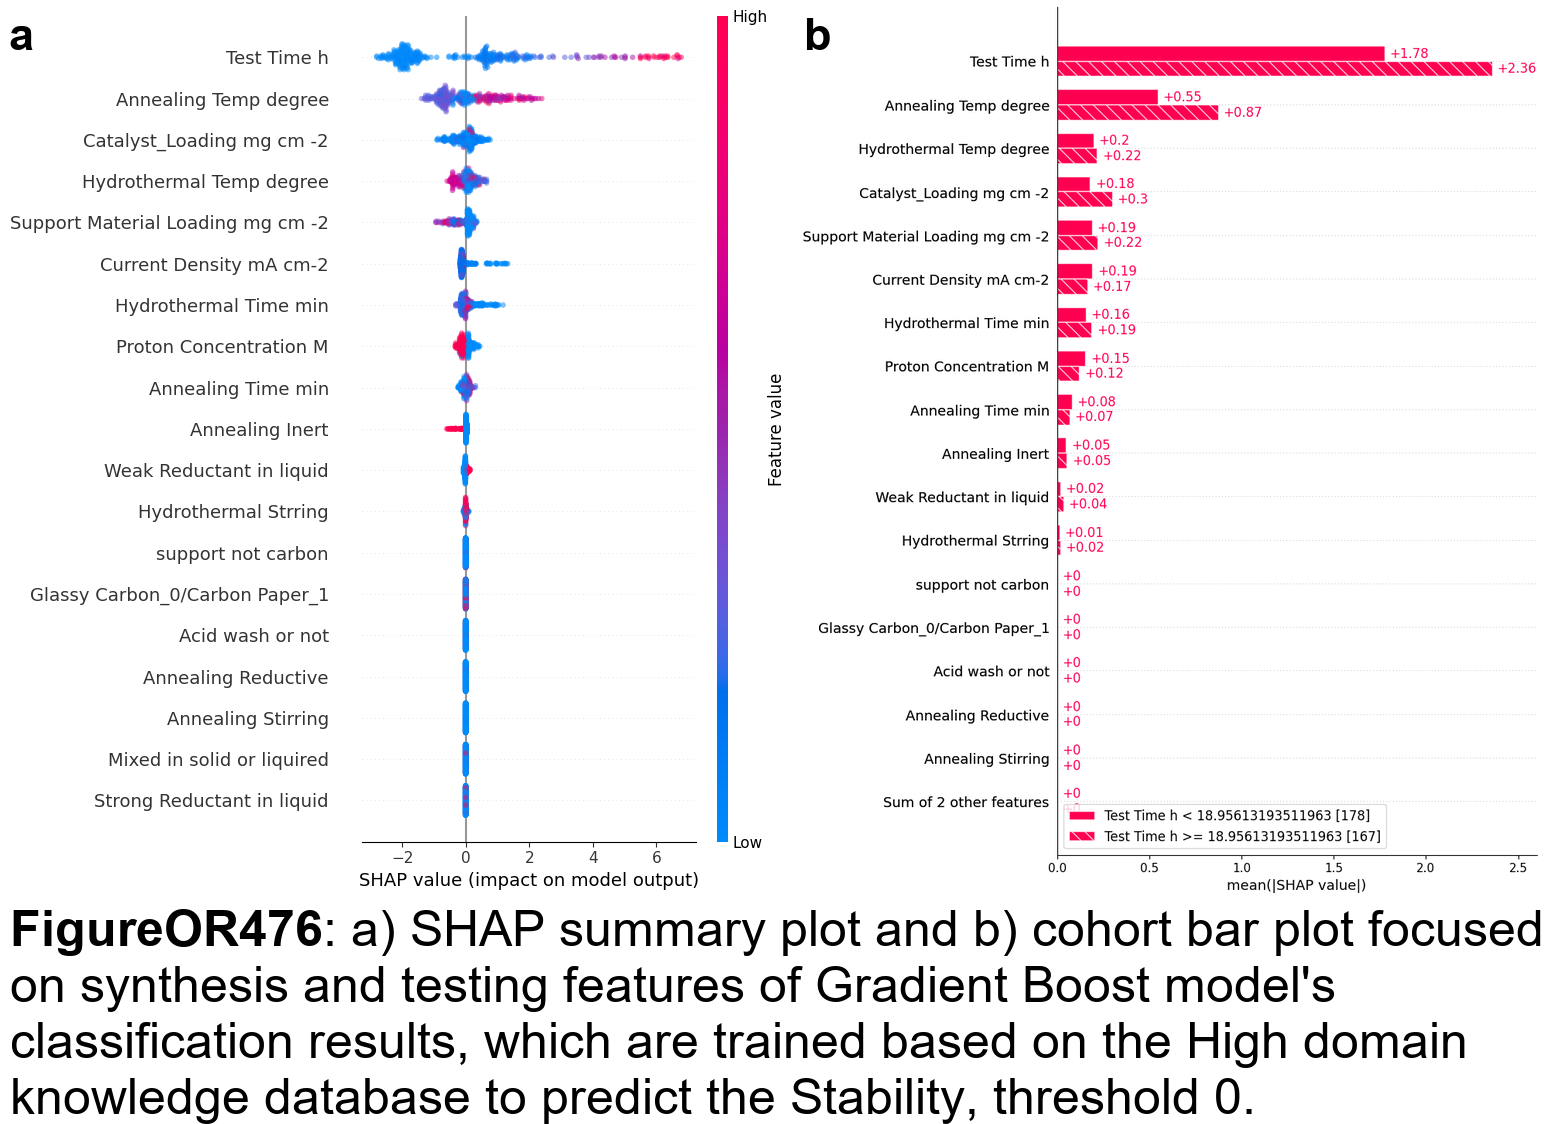 a
Test Time h
Annealing Temp degree
Catalyst_Loading mg cm -2
Hydrothermal Temp degree
Support Material Loading mg cm -2
Current Density mA cm-2
Hydrothermal Time min
Proton Concentration M
Annealing Time min
Annealing Inert
Weak Reductant in liquid
Hydrothermal Strring
support not carbon
Glassy Carbon_0/Carbon Paper_1
Acid wash or not
Annealing Reductive
Annealing Stirring
Mixed in solid or liquired
Strong Reductant in liquid
−2 0 2 4 6
SHAP value (impact on model output)
High
Feature value
Low
b
Test Time h +1.78
+2.36
Annealing Temp degree +0.55
+0.87
Hydrothermal Temp degree +0.2
+0.22
Catalyst_Loading mg cm -2 +0.18
+0.3
Support Material Loading mg cm -2 +0.19
+0.22
Current Density mA cm-2 +0.19
+0.17
Hydrothermal Time min +0.16
+0.19
Proton Concentration M +0.15
+0.12
Annealing Time min +0.08
+0.07
Annealing Inert +0.05
+0.05
Weak Reductant in liquid +0.02
+0.04
Hydrothermal Strring +0.01
+0.02
support not carbon +0
+0
Glassy Carbon_0/Carbon Paper_1 +0
+0
Acid wash or not +0
+0
Annealing Reductive +0
+0
Annealing Stirring +0
+0
Sum of 2 other features +0
+0
Test Time h < 18.95613193511963 [178]
Test Time h >= 18.95613193511963 [167]
0.0 0.5 1.0 1.5 2.0 2.5
mean(|SHAP value|)
FigureOR476: a) SHAP summary plot and b) cohort bar plot focused
on synthesis and testing features of Gradient Boost model's
classification results, which are trained based on the High domain
knowledge database to predict the Stability, threshold 0.